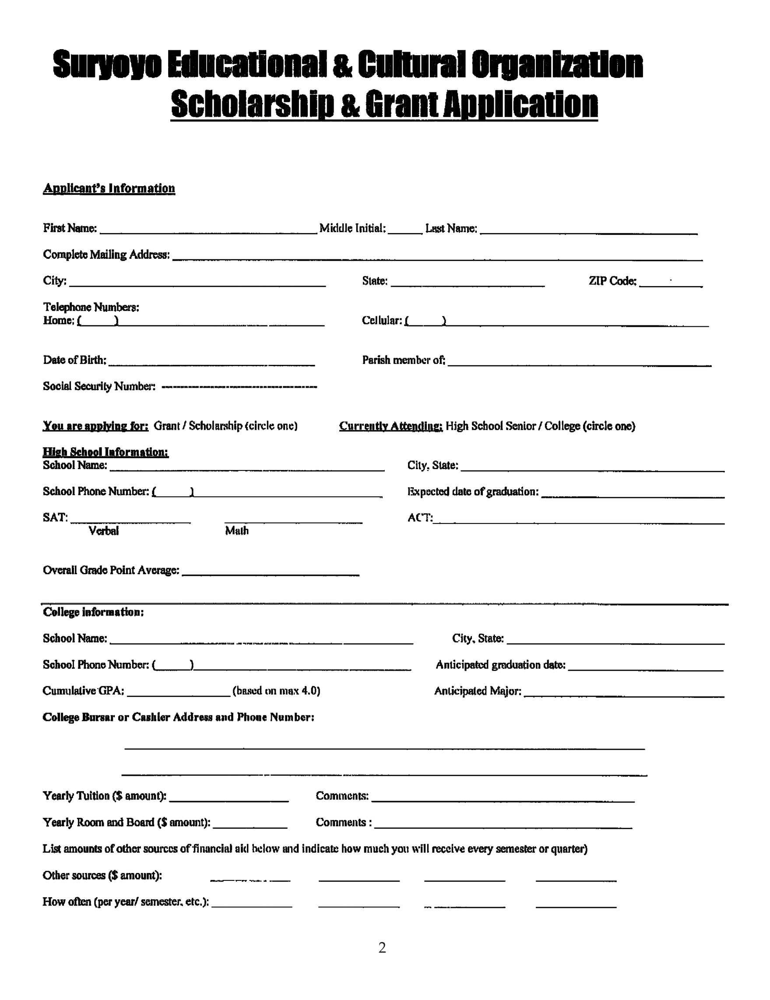 Suryoyo Educational & Cultural Organization
Scholarship & Grant Application
Applicant's Information
First Name: Middle Initial: Last Name:
Complete Mailing Address:
City: State: ZIP Code:
Telephone Numbers:
Home: ( ) Cellular: ( )
Date of Birth: Parish member of:
Social Security Number:
You are applying for: Grant / Scholarship (circle one) Currently Attending: High School Senior / College (circle one)
High School Information:
School Name: City, State:
School Phone Number: ( ) Expected date of graduation:
SAT: ACT:
Verbal Math
Overall Grade Point Average:
College information:
School Name: City, State:
School Phone Number: ( ) Anticipated graduation date:
Cumulative GPA: (based on max 4.0) Anticipated Major:
College Bursar or Cashier Address and Phone Number:
Yearly Tuition ($ amount): Comments:
Yearly Room and Board ($ amount): Comments :
List amounts of other sources of financial aid below and indicate how much you will receive every semester or quarter)
Other sources ($ amount):
How often (per year/ semester, etc.):
2